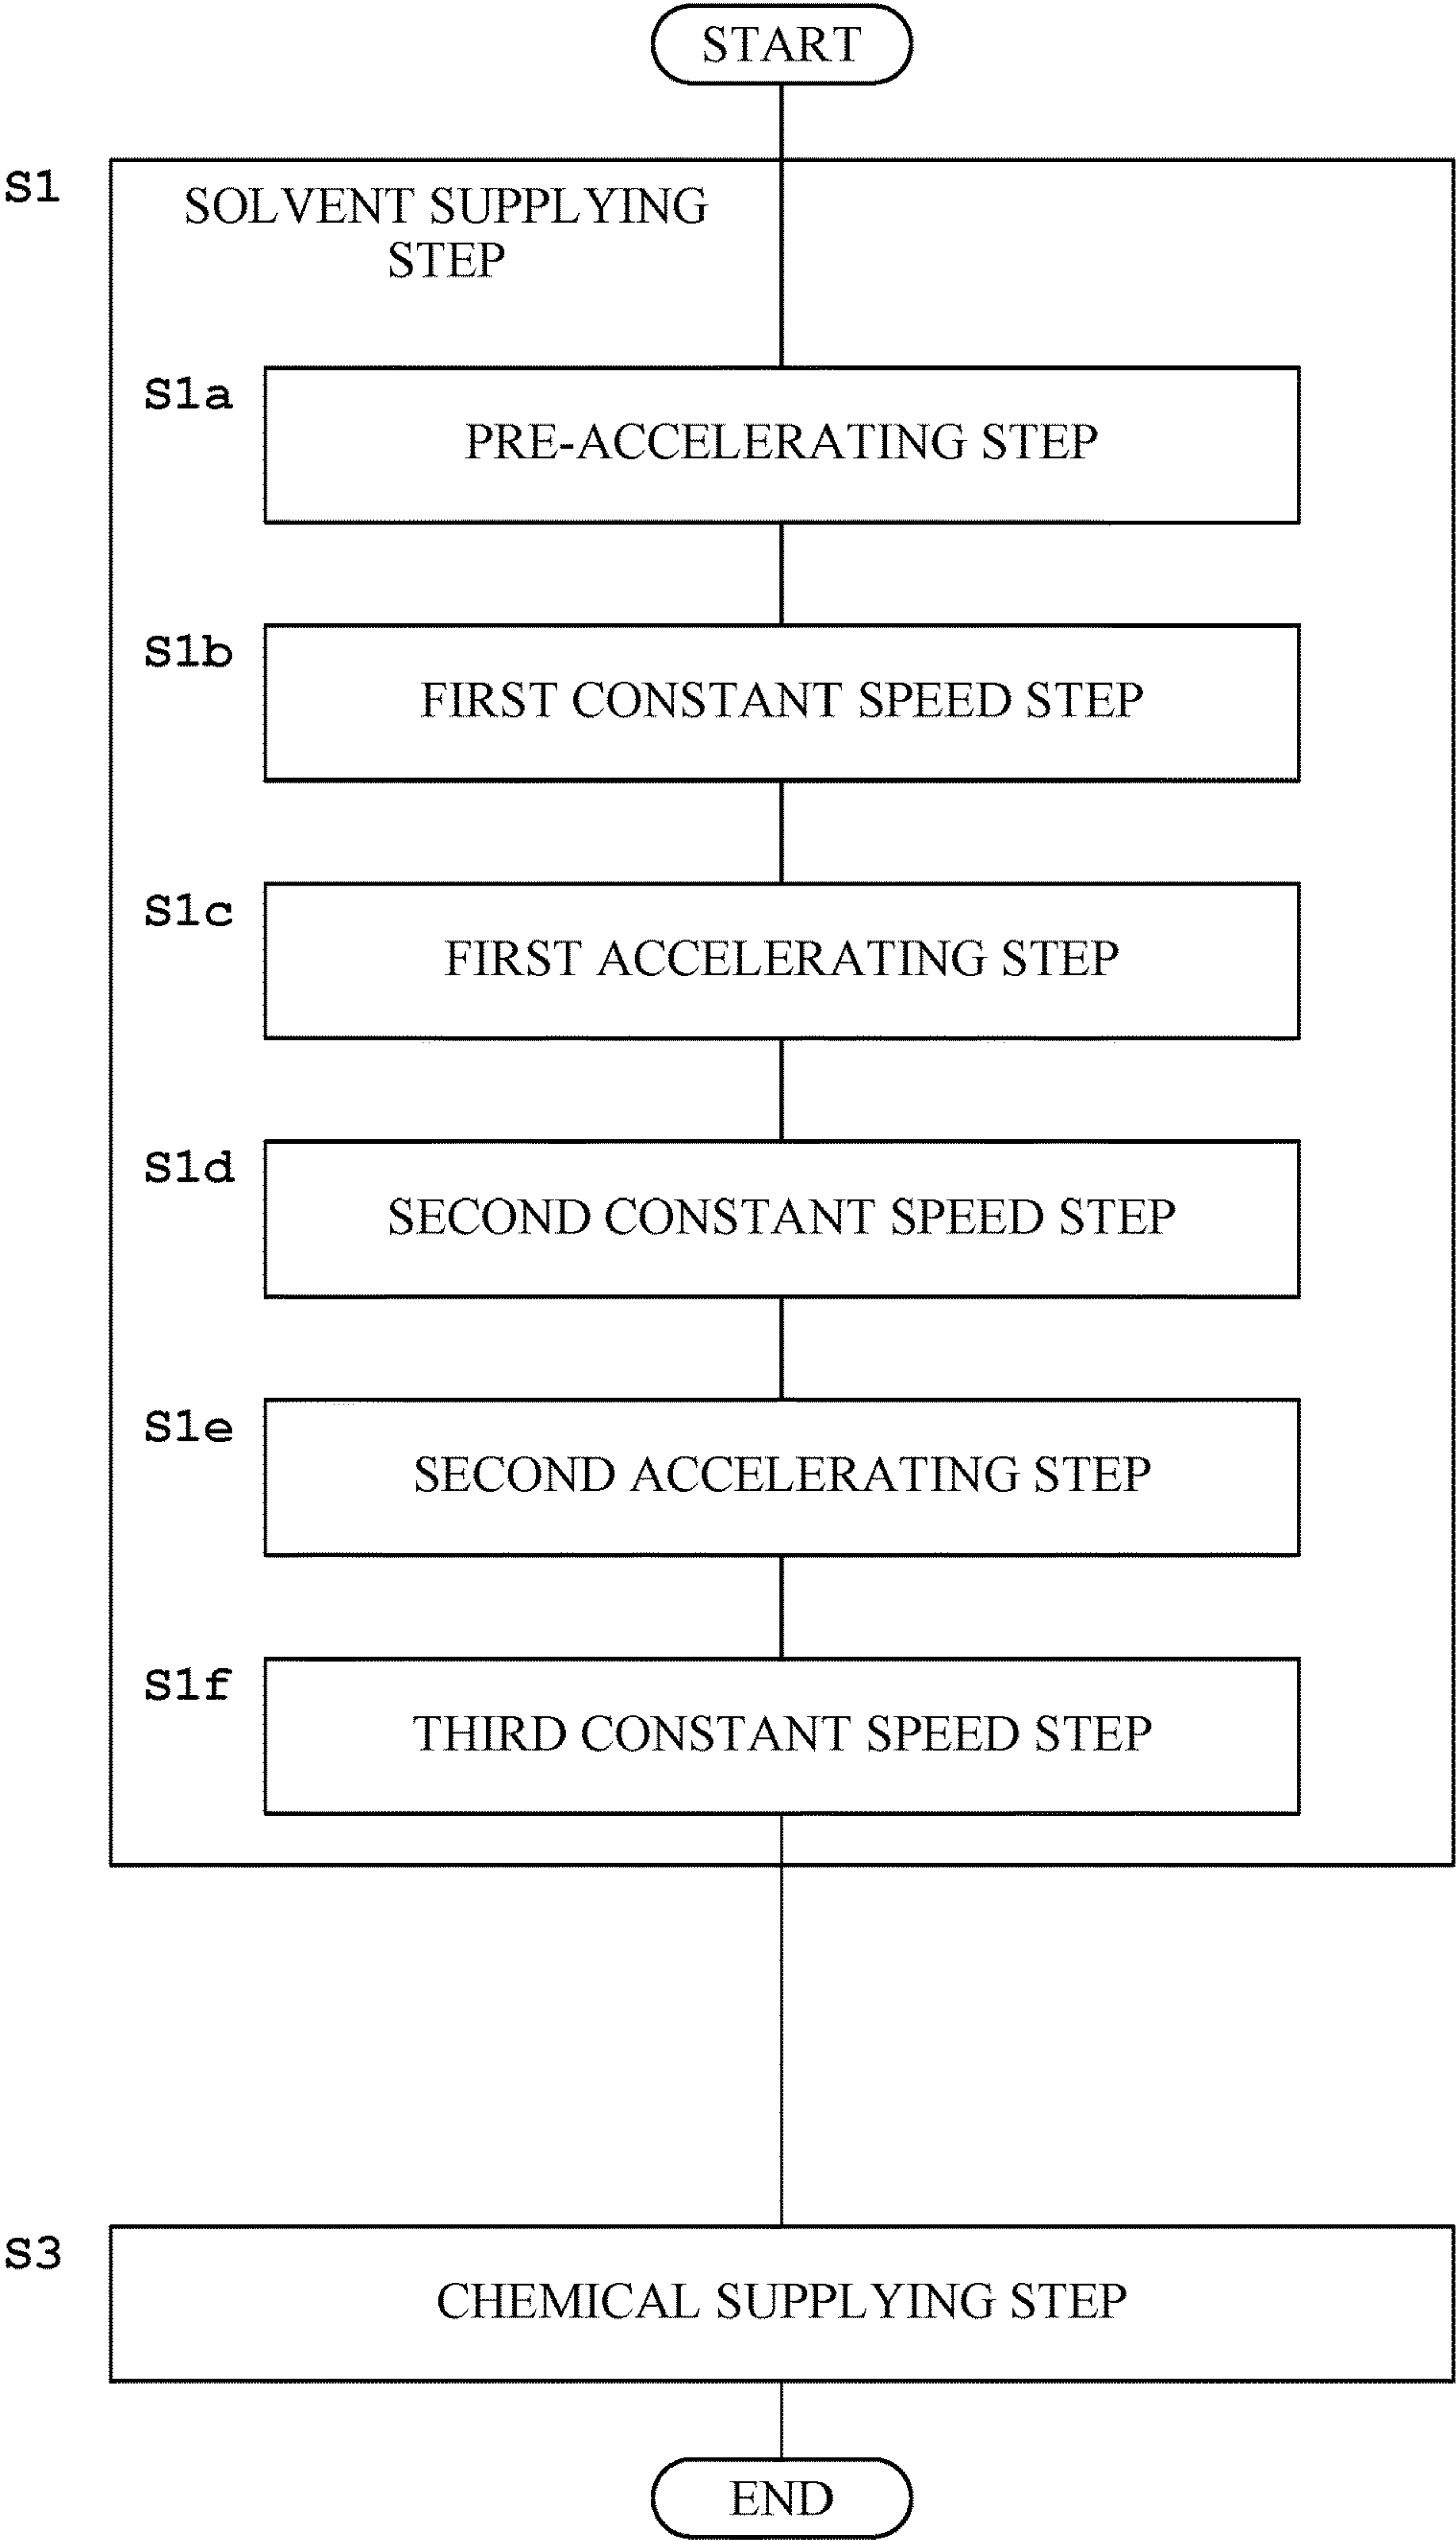 START
S1
SOLVENT SUPPLYING
STEP
S1a
PRE-ACCELERATING STEP
S1b
FIRST CONSTANT SPEED STEP
S1c
FIRST ACCELERATING STEP
S1d
SECOND CONSTANT SPEED STEP
S1e
SECOND ACCELERATING STEP
S1f
THIRD CONSTANT SPEED STEP
S3
CHEMICAL SUPPLYING STEP
END